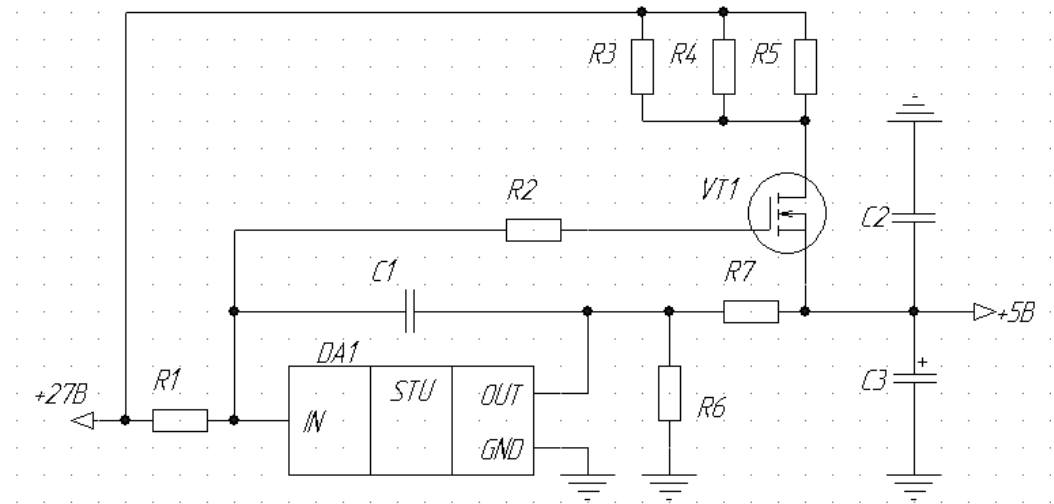 R3
R4
R5
R2
VT1
C2
C1
R7
+5В
DA1
+27В
R1
IN
STU
OUT
GND
R6
C3
+